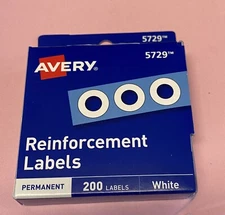 5729™
AVERY
5729™
Reinforcement
Labels
PERMANENT 200 LABELS White